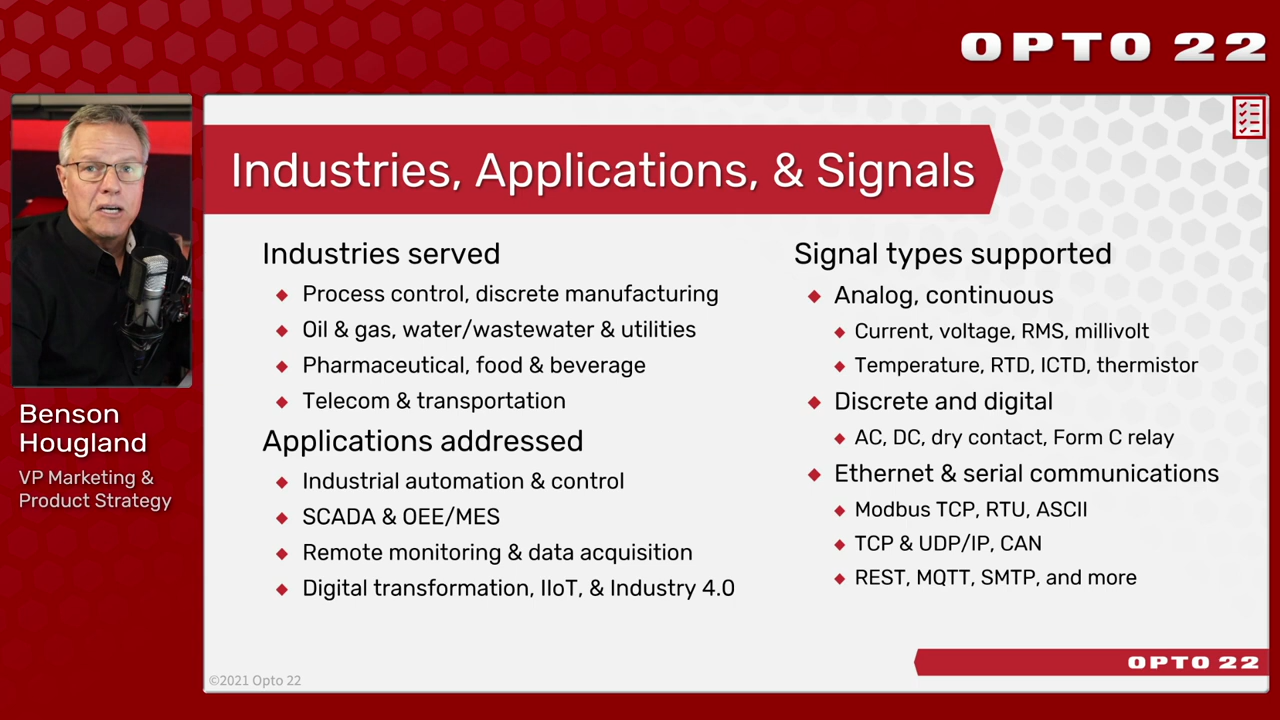 OPTO 22
Industries, Applications, & Signals
Benson
Hougland
VP Marketing &
Product Strategy
Industries served
Process control, discrete manufacturing
Oil & gas, water/wastewater & utilities
Pharmaceutical, food & beverage
Telecom & transportation
Applications addressed
Industrial automation & control
SCADA & OEE/MES
Remote monitoring & data acquisition
Digital transformation, IIoT, & Industry 4.0
Signal types supported
Analog, continuous
Current, voltage, RMS, millivolt
Temperature, RTD, ICTD, thermistor
Discrete and digital
AC, DC, dry contact, Form C relay
Ethernet & serial communications
Modbus TCP, RTU, ASCII
TCP & UDP/IP, CAN
REST, MQTT, SMTP, and more
OPTO 22
©2021 Opto 22